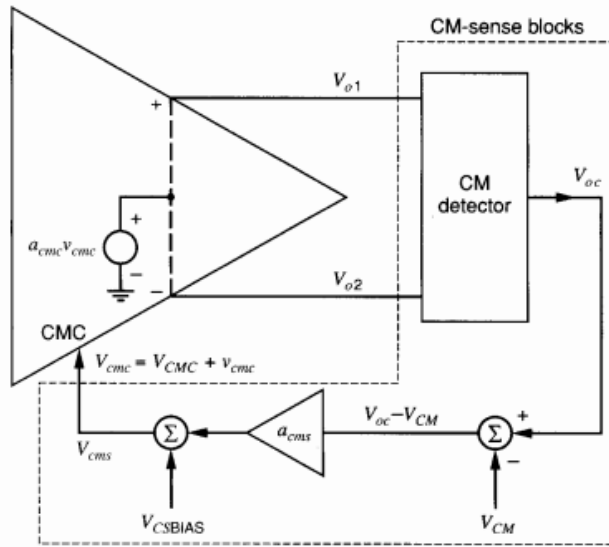 CM-sense blocks
V_{o1}
+
CM
detector
V_{oc}
+
a_{cmc}v_{cmc}
−
−
V_{o2}
CMC
V_{cmc} = V_{CMC} + v_{cmc}
V_{oc}−V_{CM}
+
Σ
a_{cms}
Σ
−
V_{cms}
V_{CSBIAS}
V_{CM}